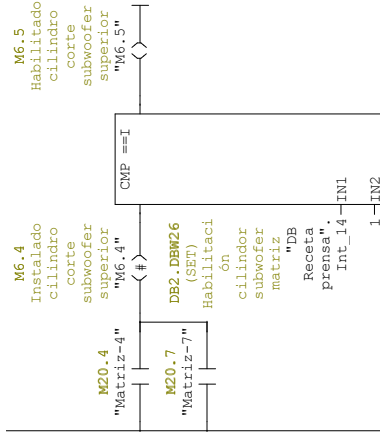 M20.4
"Matriz-4"
M20.7
"Matriz-7"
M6.4
Instalado
cilindro
corte
subwoofer
superior
"M6.4"
#
DB2.DBW26
(SET)
Habilitaci
ón
cilindor
subwofer
matriz
"DB
Receta
prensa".
Int_14
IN1
1
IN2
CMP ==I
M6.5
Habilitado
cilindro
corte
subwoofer
superior
"M6.5"